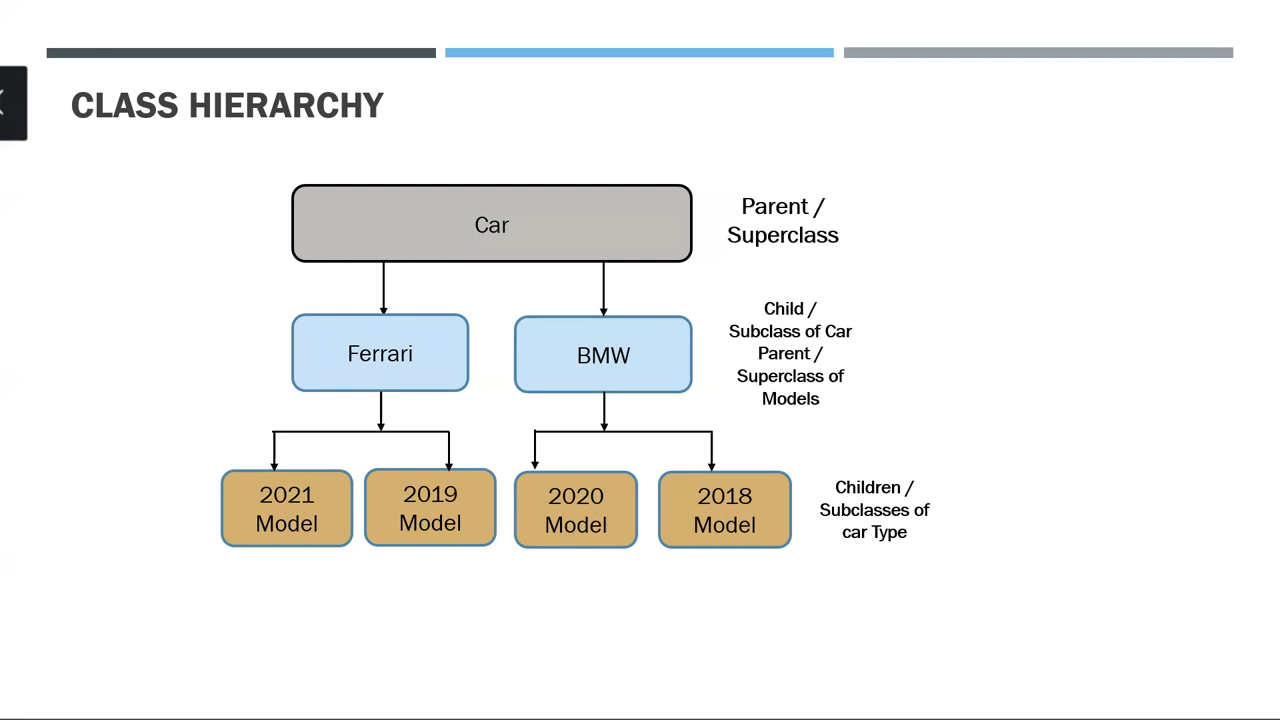 CLASS HIERARCHY
Car
Parent /
Superclass
Ferrari
BMW
Child /
Subclass of Car
Parent /
Superclass of
Models
2021
Model
2019
Model
2020
Model
2018
Model
Children /
Subclasses of
car Type